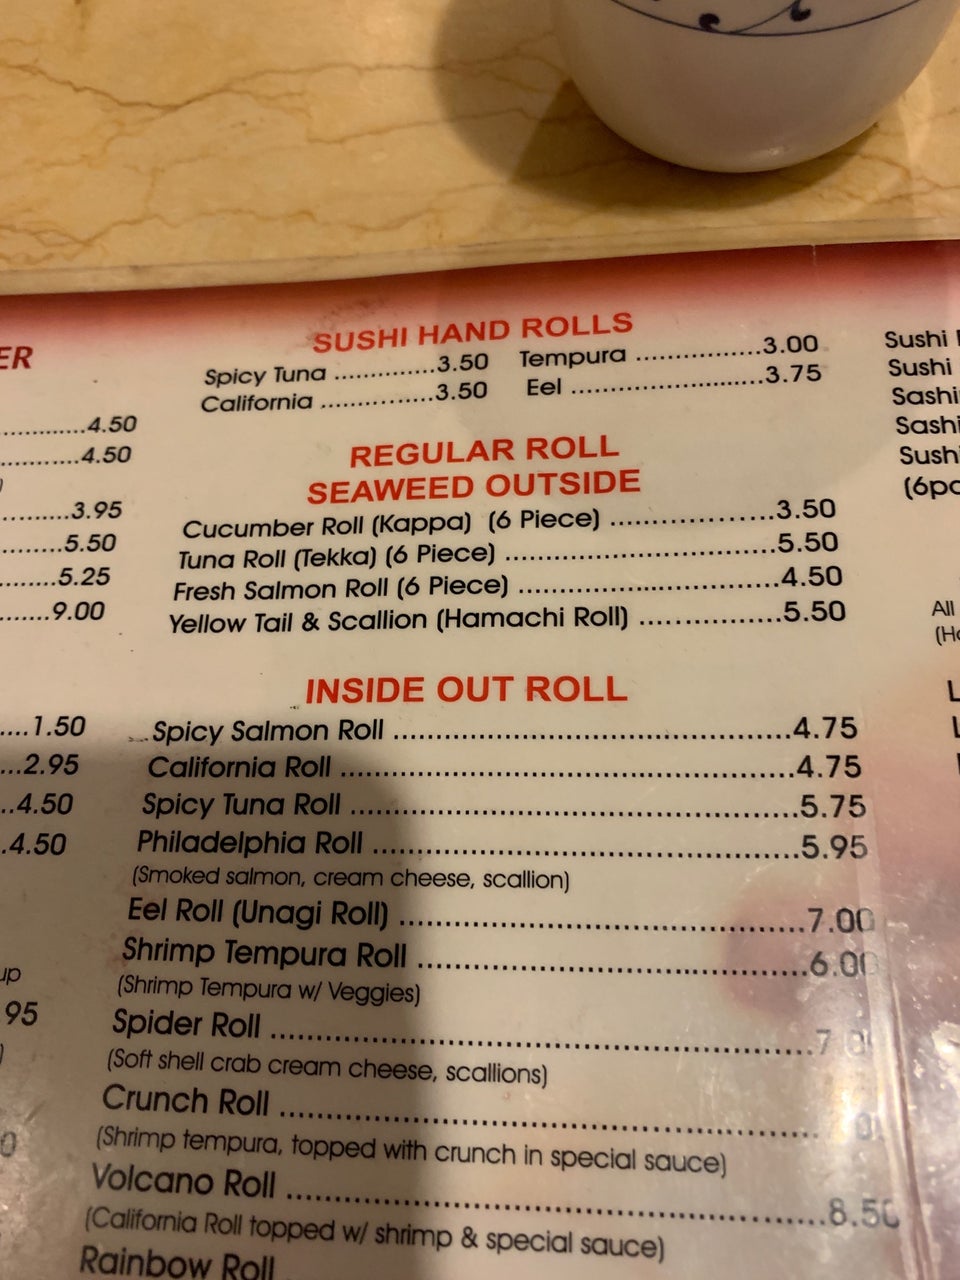 ER
..............4.50
.............4.50
)
.............3.95
............5.50
...........5.25
..........9.00
....1.50
...2.95
..4.50
.4.50
up
95
)
0
SUSHI HAND ROLLS
Spicy Tuna ..............3.50 Tempura .................3.00
California ...............3.50 Eel ..........................3.75
REGULAR ROLL
SEAWEED OUTSIDE
Cucumber Roll (Kappa) (6 Piece) ......................3.50
Tuna Roll (Tekka) (6 Piece) ....................................5.50
Fresh Salmon Roll (6 Piece) ...................................4.50
Yellow Tail & Scallion (Hamachi Roll) ...................5.50
INSIDE OUT ROLL
Spicy Salmon Roll ....................................................4.75
California Roll ...........................................................4.75
Spicy Tuna Roll ..........................................................5.75
Philadelphia Roll .......................................................5.95
(Smoked salmon, cream cheese, scallion)
Eel Roll (Unagi Roll) ....................................................7.00
Shrimp Tempura Roll .................................................6.00
(Shrimp Tempura w/ Veggies)
Spider Roll ....................................................................
(Soft shell crab cream cheese, scallions)
Crunch Roll ...................................................................
(Shrimp tempura, topped with crunch in special sauce)
Volcano Roll ...................................................................8.50
(California Roll topped w/ shrimp & special sauce)
Rainbow Roll
Sushi
Sushi
Sashi
Sashi
Sush
(6pc
All
(Ho
L
L